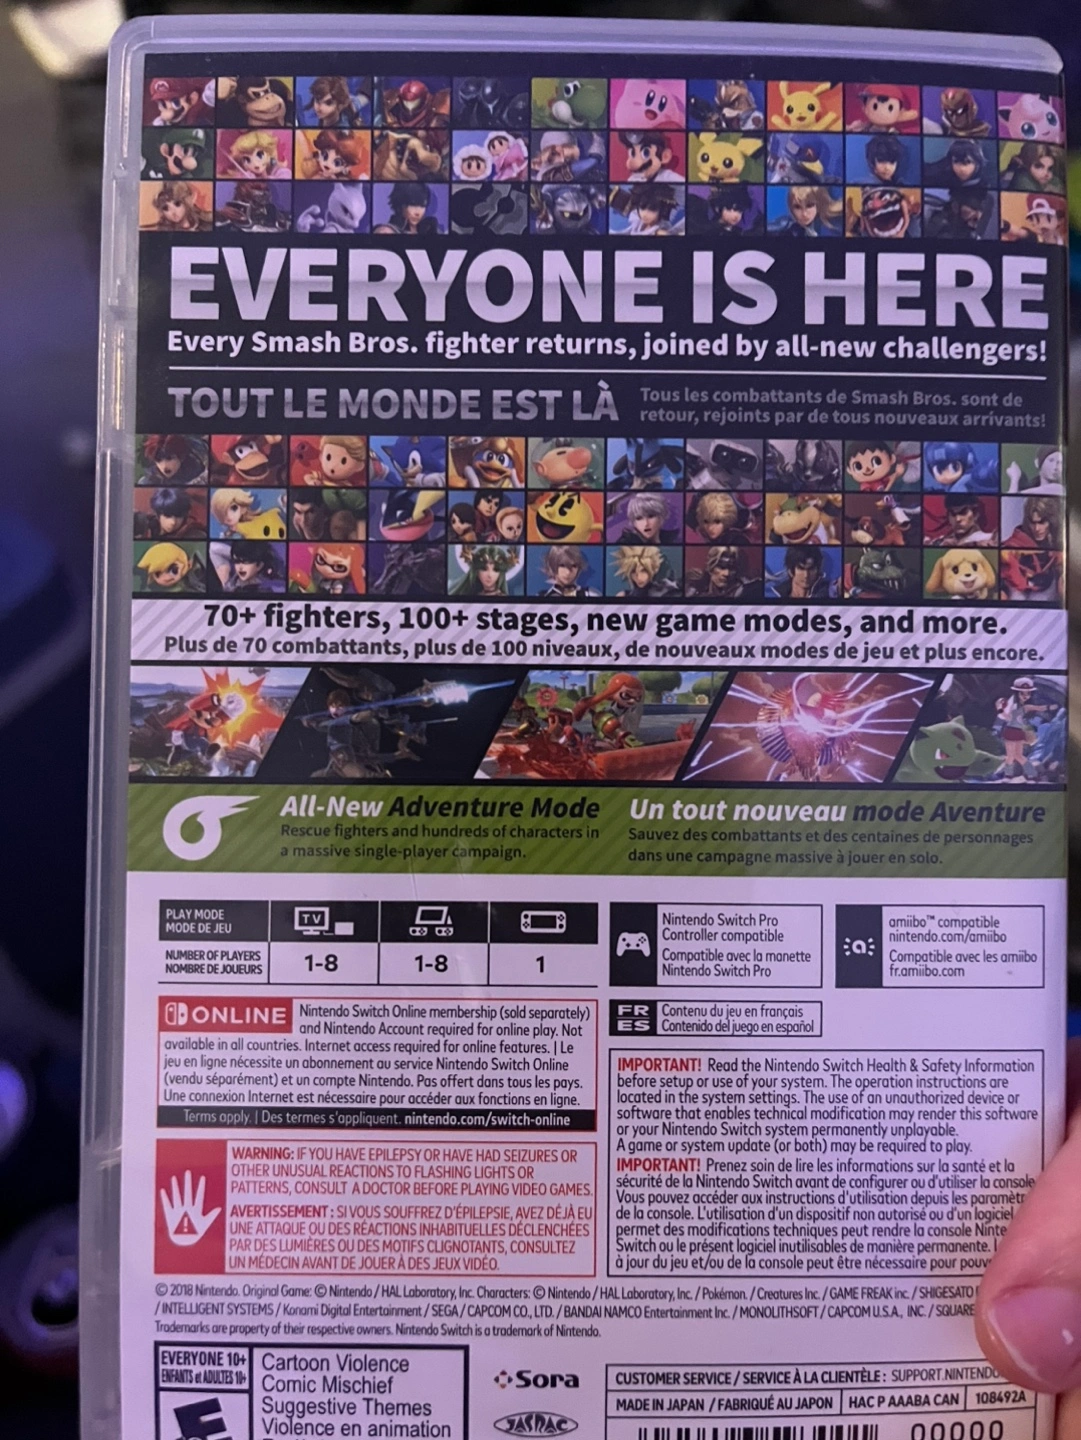 EVERYONE IS HERE
Every Smash Bros. fighter returns, joined by all-new challengers!
TOUT LE MONDE EST LÀ
Tous les combattants de Smash Bros. sont de
retour, rejoints par de tous nouveaux arrivants!
70+ fighters, 100+ stages, new game modes, and more.
Plus de 70 combattants, plus de 100 niveaux, de nouveaux modes de jeu et plus encore.
All-New Adventure Mode
Rescue fighters and hundreds of characters in
a massive single-player campaign.
Un tout nouveau mode Aventure
Sauvez des combattants et des centaines de personnages
dans une campagne massive à jouer en solo.
PLAY MODE
MODE DE JEU
TV
NUMBER OF PLAYERS
NOMBRE DE JOUEURS
1-8
1-8
1
Nintendo Switch Pro
Controller compatible
Compatible avec la manette
Nintendo Switch Pro
a
amiibo™ compatible
nintendo.com/amiibo
Compatible avec les amiibo
fr.amiibo.com
ONLINE
Nintendo Switch Online membership (sold separately)
and Nintendo Account required for online play. Not
available in all countries. Internet access required for online features. | Le
jeu en ligne nécessite un abonnement au service Nintendo Switch Online
(vendu séparément) et un compte Nintendo. Pas offert dans tous les pays.
Une connexion Internet est nécessaire pour accéder aux fonctions en ligne.
Terms apply. | Des termes s'appliquent. nintendo.com/switch-online
FR
ES
Contenu du jeu en français
Contenido del juego en español
WARNING: IF YOU HAVE EPILEPSY OR HAVE HAD SEIZURES OR
OTHER UNUSUAL REACTIONS TO FLASHING LIGHTS OR
PATTERNS, CONSULT A DOCTOR BEFORE PLAYING VIDEO GAMES.
AVERTISSEMENT : SI VOUS SOUFFREZ D'ÉPILEPSIE, AVEZ DÉJÀ EU
UNE ATTAQUE OU DES RÉACTIONS INHABITUELLES DÉCLENCHÉES
PAR DES LUMIÈRES OU DES MOTIFS CLIGNOTANTS, CONSULTEZ
UN MÉDECIN AVANT DE JOUER À DES JEUX VIDÉO.
IMPORTANT! Read the Nintendo Switch Health & Safety Information
before setup or use of your system. The operation instructions are
located in the system settings. The use of an unauthorized device or
software that enables technical modification may render this software
or your Nintendo Switch system permanently unplayable.
A game or system update (or both) may be required to play.
IMPORTANT! Prenez soin de lire les informations sur la santé et la
sécurité de la Nintendo Switch avant de configurer ou d'utiliser la console
Vous pouvez accéder aux instructions d'utilisation depuis les paramètr
de la console. L'utilisation d'un dispositif non autorisé ou d'un logiciel
permet des modifications techniques peut rendre la console Ninte
Switch ou le présent logiciel inutilisables de manière permanente.
à jour du jeu et/ou de la console peut être nécessaire pour pouv
© 2018 Nintendo. Original Game: © Nintendo / HAL Laboratory, Inc. Characters: © Nintendo / HAL Laboratory, Inc. / Pokémon. / Creatures Inc. / GAME FREAK inc. / SHIGESATO
/ INTELLIGENT SYSTEMS / Konami Digital Entertainment / SEGA / CAPCOM CO., LTD. / BANDAI NAMCO Entertainment Inc. / MONOLITHSOFT / CAPCOM U.S.A., INC. / SQUARE
Trademarks are property of their respective owners. Nintendo Switch is a trademark of Nintendo.
EVERYONE 10+
ENFANTS et ADULTES 10+
E
Cartoon Violence
Comic Mischief
Suggestive Themes
Violence en animation
Sora
JASRAC
CUSTOMER SERVICE / SERVICE À LA CLIENTÈLE : SUPPORT.NINTENDO
MADE IN JAPAN / FABRIQUÉ AU JAPON
HAC P AAABA CAN
108492A
00000